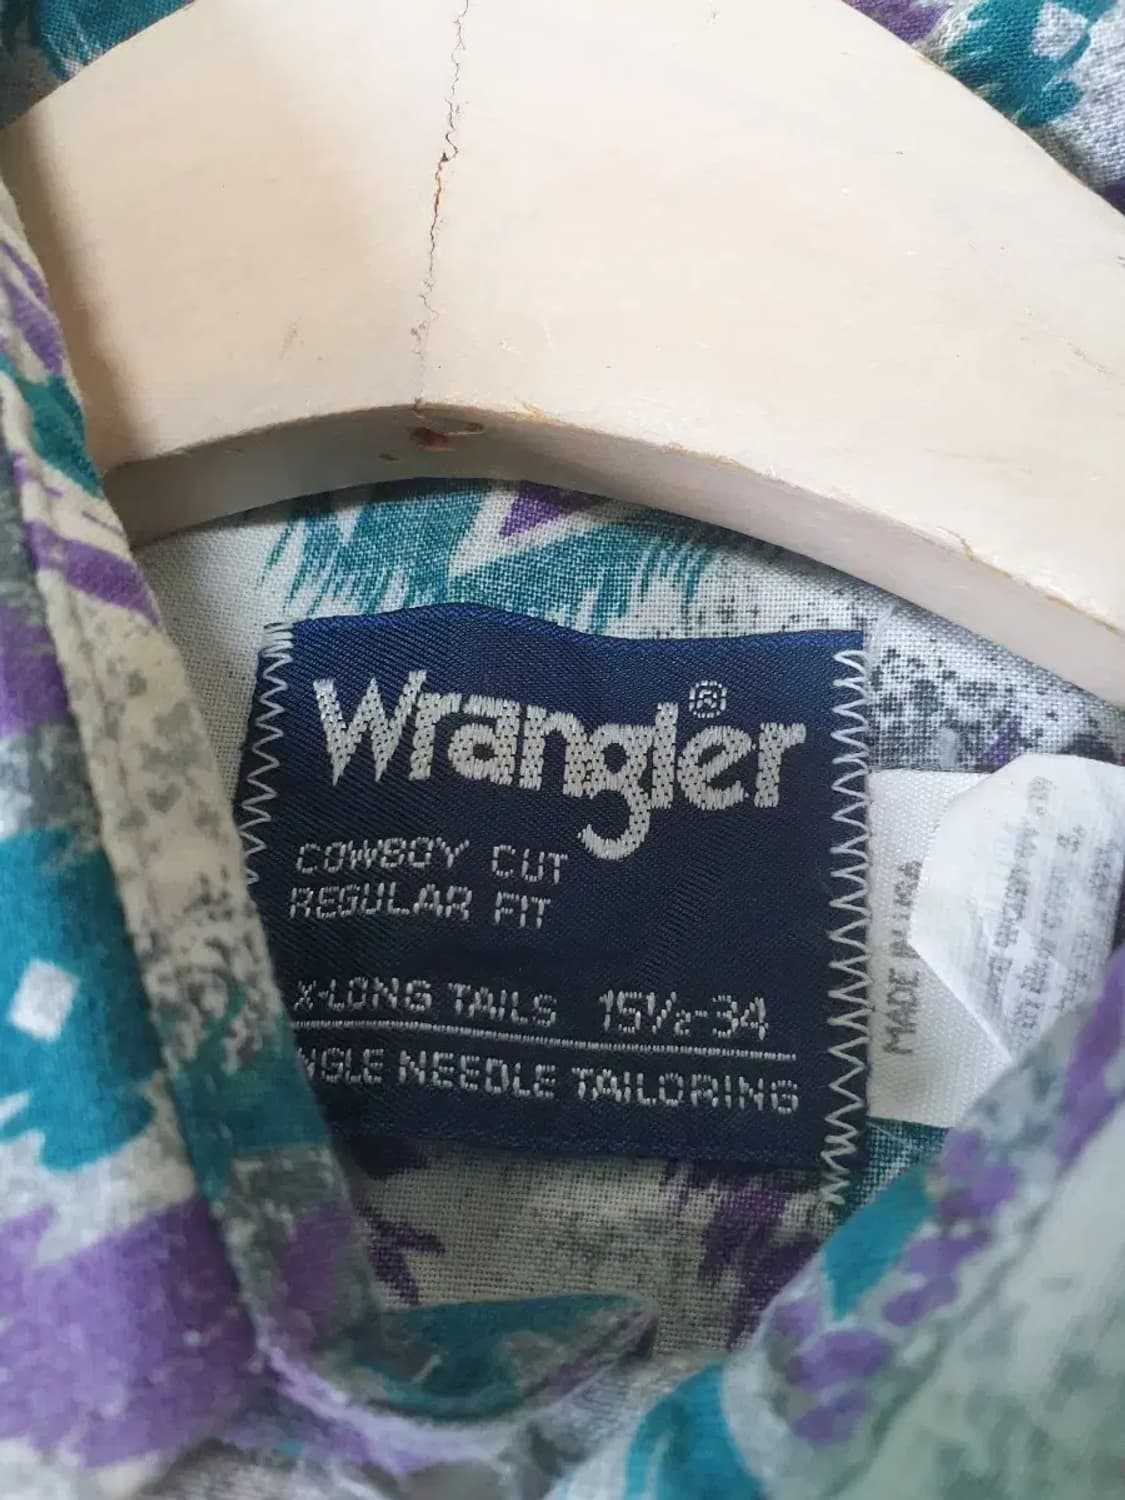 Wrangler®
COWBOY CUT
REGULAR FIT
X-LONG TAILS 15½-34
NGLE NEEDLE TAILORING
MADE IN USA